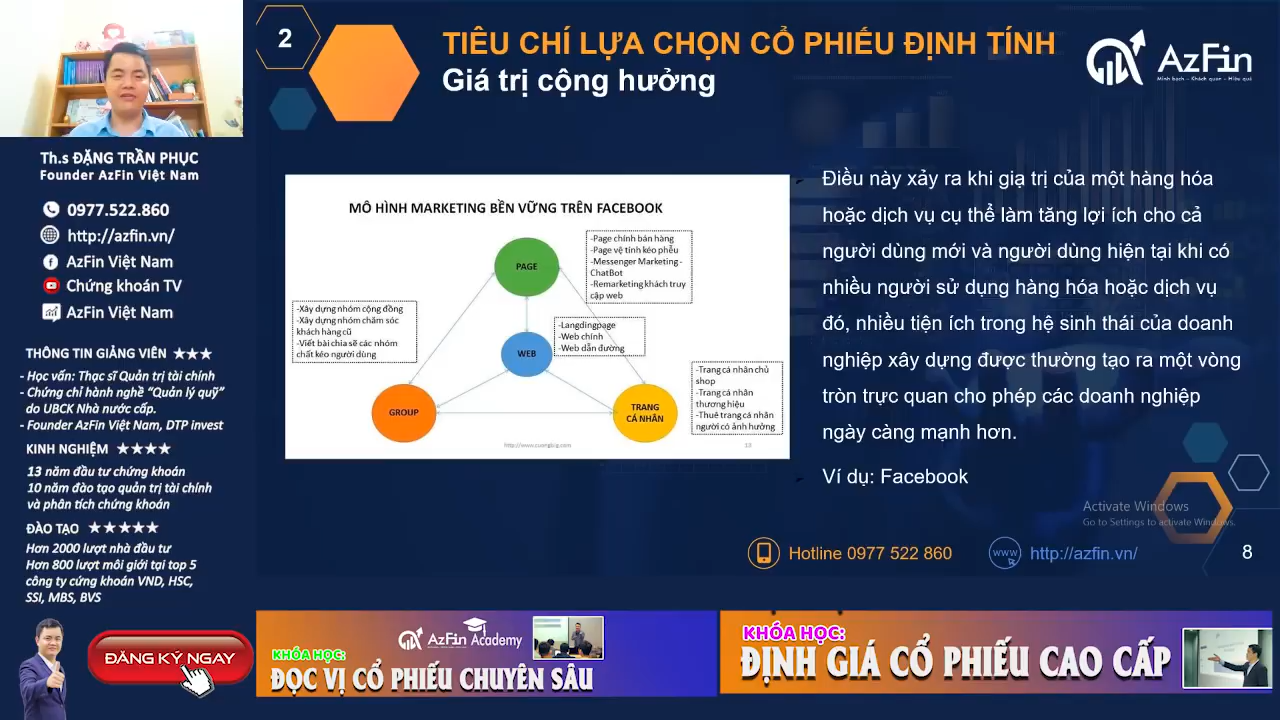 Th.s ĐẶNG TRẦN PHỤC
Founder AzFin Việt Nam
0977.522.860
http://azfin.vn/
AzFin Việt Nam
Chứng khoán TV
AzFin Việt Nam
THÔNG TIN GIẢNG VIÊN ★★★
- Học vấn: Thạc sĩ Quản trị tài chính
- Chứng chỉ hành nghề “Quản lý quỹ”
do UBCK Nhà nước cấp.
- Founder AzFin Việt Nam, DTP invest
KINH NGHIỆM ★★★★
13 năm đầu tư chứng khoán
10 năm đào tạo quản trị tài chính
và phân tích chứng khoán
ĐÀO TẠO ★★★★★
Hơn 2000 lượt nhà đầu tư
Hơn 800 lượt môi giới tại top 5
công ty cứng khoán VND, HSC,
SSI, MBS, BVS
ĐĂNG KÝ NGAY
2
TIÊU CHÍ LỰA CHỌN CỔ PHIẾU ĐỊNH TÍNH
Giá trị cộng hưởng
AzFin
Minh bạch - Khách quan - Hiệu quả
MÔ HÌNH MARKETING BỀN VỮNG TRÊN FACEBOOK
PAGE
-Page chính bán hàng
-Page vệ tinh kéo phễu
-Messenger Marketing -
ChatBot
-Remarketing khách truy
cập web
-Xây dựng nhóm cộng đồng
-Xây dựng nhóm chăm sóc
khách hàng cũ
-Viết bài chia sẽ các nhóm
chất kéo người dùng
WEB
-Langdingpage
-Web chính
-Web dẫn đường
GROUP
TRANG
CÁ NHÂN
-Trang cá nhân chủ
shop
-Trang cá nhân
thương hiệu
-Thuê trang cá nhân
người có ảnh hưởng
10
Điều này xảy ra khi giạ trị của một hàng hóa
hoặc dịch vụ cụ thể làm tăng lợi ích cho cả
người dùng mới và người dùng hiện tại khi có
nhiều người sử dụng hàng hóa hoặc dịch vụ
đó, nhiều tiện ích trong hệ sinh thái của doanh
nghiệp xây dựng được thường tạo ra một vòng
tròn trực quan cho phép các doanh nghiệp
ngày càng mạnh hơn.
Ví dụ: Facebook
Activate Windows
Go to Settings to activate Windows.
Hotline 0977 522 860
www
http://azfin.vn/
8
AzFin Academy
KHÓA HỌC:
ĐỌC VỊ CỔ PHIẾU CHUYÊN SÂU
KHÓA HỌC:
ĐỊNH GIÁ CỔ PHIẾU CAO CẤP